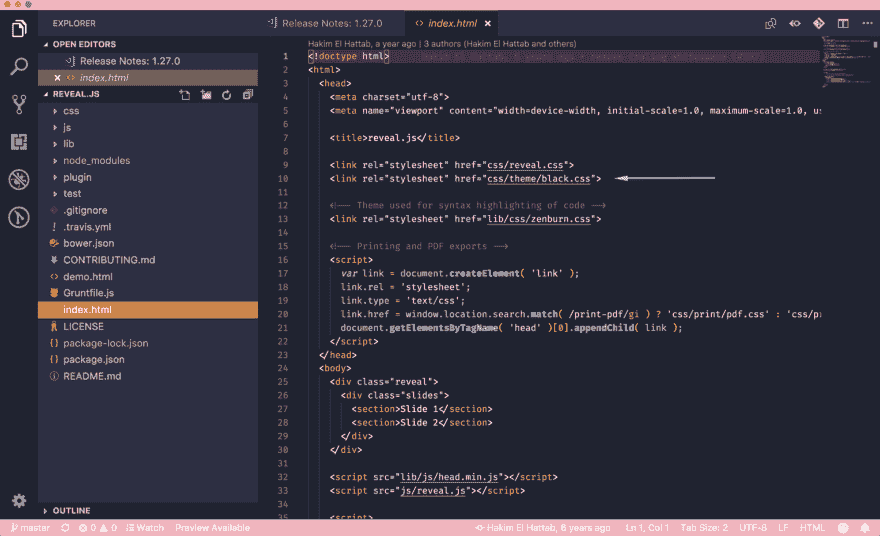 EXPLORER
OPEN EDITORS
Release Notes: 1.27.0
index.html
REVEAL.JS
css
js
lib
node_modules
plugin
test
.gitignore
.travis.yml
bower.json
CONTRIBUTING.md
demo.html
Gruntfile.js
index.html
LICENSE
package-lock.json
package.json
README.md
OUTLINE
Release Notes: 1.27.0
index.html
Hakim El Hattab, a year ago | 3 authors (Hakim El Hattab and others)
1 <!doctype html>
2 <html>
3 <head>
4 <meta charset="utf-8">
5 <meta name="viewport" content="width=device-width, initial-scale=1.0, maximum-scale=1.0, us
6
7 <title>reveal.js</title>
8
9 <link rel="stylesheet" href="css/reveal.css">
10 <link rel="stylesheet" href="css/theme/black.css">
11
12 <!-- Theme used for syntax highlighting of code -->
13 <link rel="stylesheet" href="lib/css/zenburn.css">
14
15 <!-- Printing and PDF exports -->
16 <script>
17 var link = document.createElement( 'link' );
18 link.rel = 'stylesheet';
19 link.type = 'text/css';
20 link.href = window.location.search.match( /print-pdf/gi ) ? 'css/print/pdf.css' : 'css/pr
21 document.getElementsByTagName( 'head' )[0].appendChild( link );
22 </script>
23 </head>
24 <body>
25 <div class="reveal">
26 <div class="slides">
27 <section>Slide 1</section>
28 <section>Slide 2</section>
29 </div>
30 </div>
31
32 <script src="lib/js/head.min.js"></script>
33 <script src="js/reveal.js"></script>
34
35 <script>
master 0 0 Watch Preview Available Hakim El Hattab, 6 years ago Ln 1, Col 1 Tab Size: 2 UTF-8 LF HTML